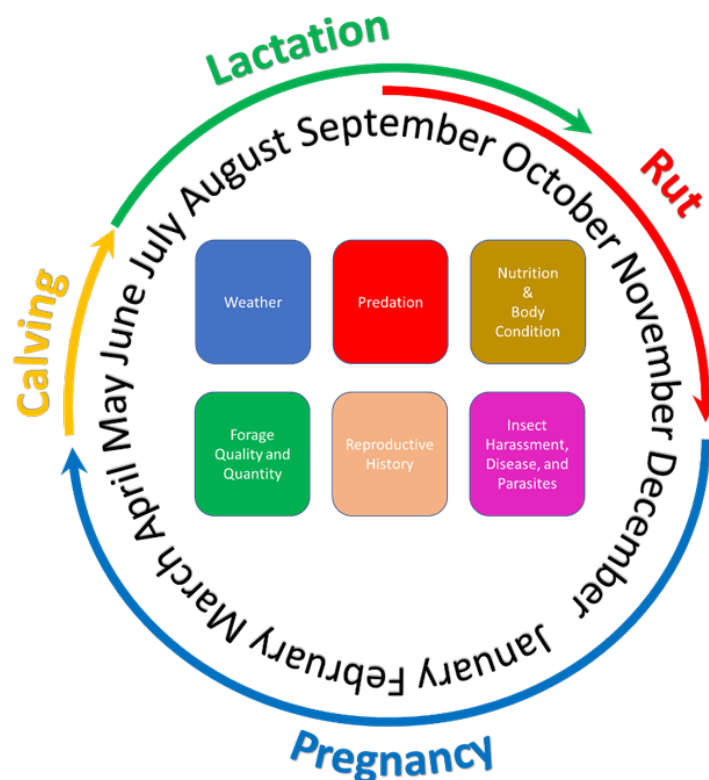 Lactation
Rut
Calving
Pregnancy
January February March April May June July August September October November December
Weather
Predation
Nutrition
&
Body
Condition
Forage
Quality and
Quantity
Reproductive
History
Insect
Harassment,
Disease, and
Parasites